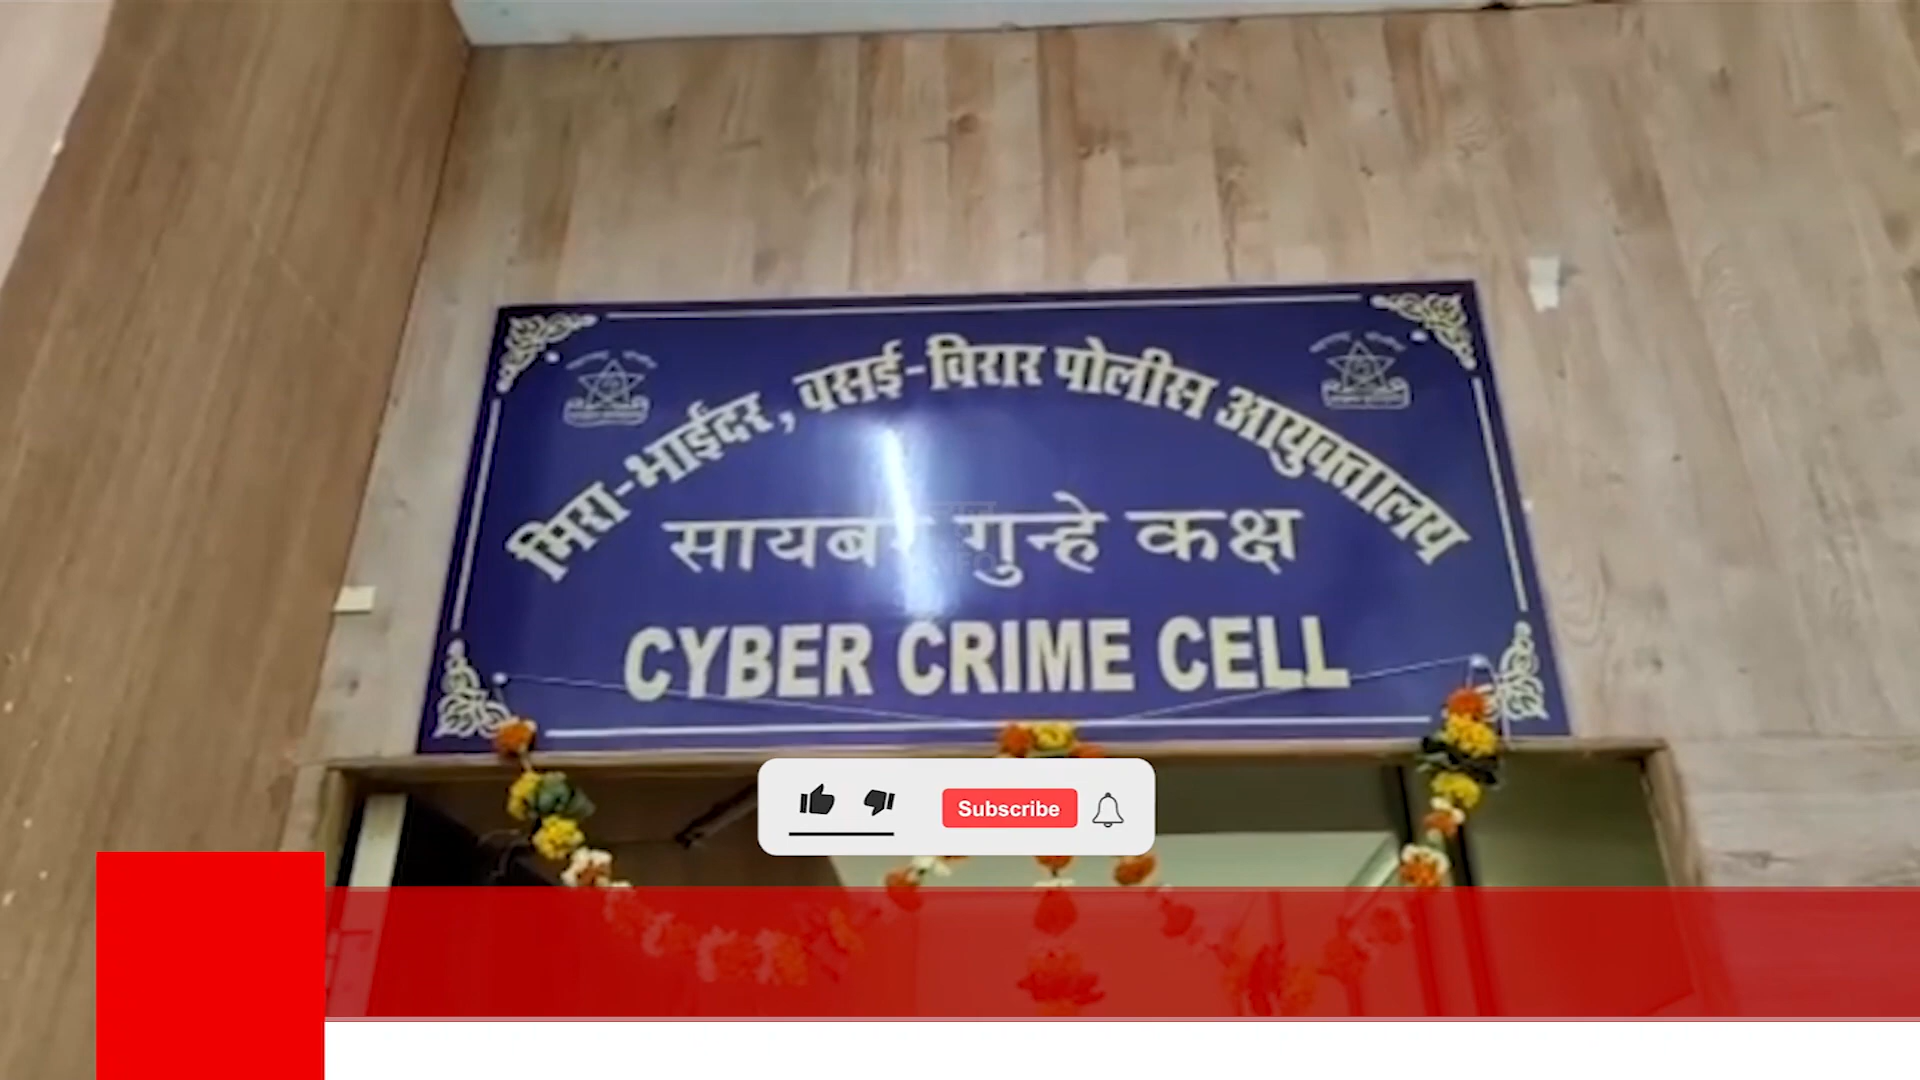 मिरा-भाईंदर, वसई-विरार पोलीस आयुक्तालय
सायबर गुन्हे कक्ष
CYBER CRIME CELL
Subscribe